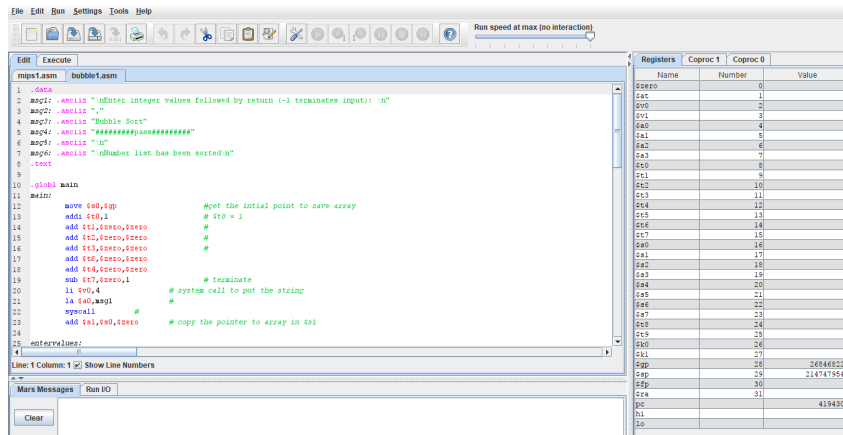 File Edit Run Settings Tools Help
Run speed at max (no interaction)
Edit Execute
mips1.asm bubble1.asm
1 .data
2 msg1: .asciiz "\nEnter integer values followed by return (-1 terminates input): \n"
3 msg2: .asciiz ","
4 msg3: .asciiz "Bubble Sort"
5 msg4: .asciiz "#########pass#########"
6 msg5: .asciiz "\n"
7 msg6: .asciiz "\nNumber list has been sorted\n"
8 .text
9
10 .globl main
11 main:
12 move $s0,$gp #get the intial point to save array
13 addi $t0,1 # $t0 = 1
14 add $t1,$zero,$zero #
15 add $t2,$zero,$zero #
16 add $t3,$zero,$zero #
17 add $t6,$zero,$zero
18 add $t4,$zero,$zero
19 sub $t7,$zero,1 # terminate
20 li $v0,4 # system call to put the string
21 la $a0,msg1 #
22 syscall #
23 add $s1,$s0,$zero # copy the pointer to array in $s1
24
25 entervalues:
Line: 1 Column: 1 Show Line Numbers
Mars Messages Run I/O
Clear
Registers Coproc 1 Coproc 0
Name Number Value
$zero 0
$at 1
$v0 2
$v1 3
$a0 4
$a1 5
$a2 6
$a3 7
$t0 8
$t1 9
$t2 10
$t3 11
$t4 12
$t5 13
$t6 14
$t7 15
$s0 16
$s1 17
$s2 18
$s3 19
$s4 20
$s5 21
$s6 22
$s7 23
$t8 24
$t9 25
$k0 26
$k1 27
$gp 28 26846822
$sp 29 214747954
$fp 30
$ra 31
pc 419430
hi
lo